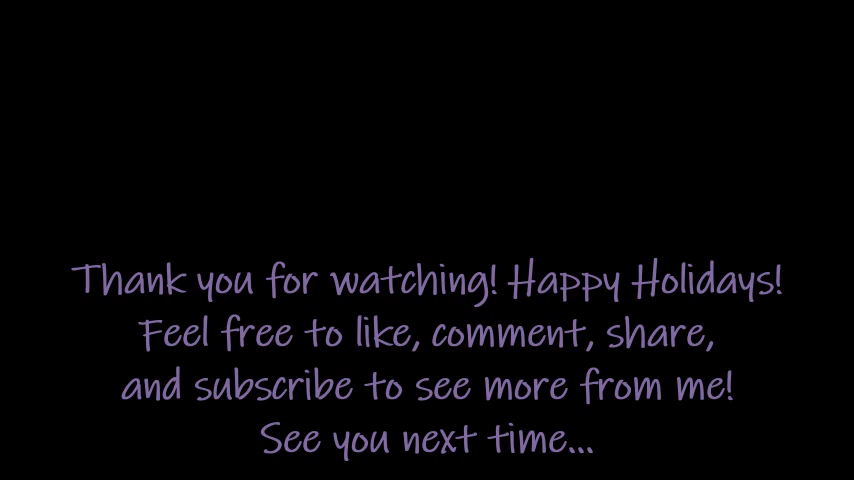 Thank you for watching! Happy Holidays!
Feel free to like, comment, share,
and subscribe to see more from me!
See you next time...